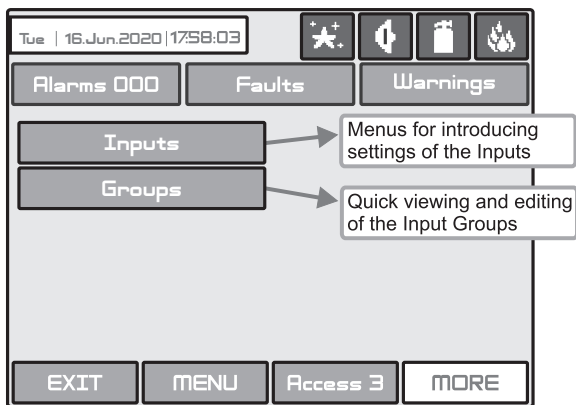 Tue | 16.Jun.2020 | 17:58:03
Alarms 000 Faults Warnings
Inputs
Menus for introducing
settings of the Inputs
Groups
Quick viewing and editing
of the Input Groups
EXIT MENU Access 3 MORE